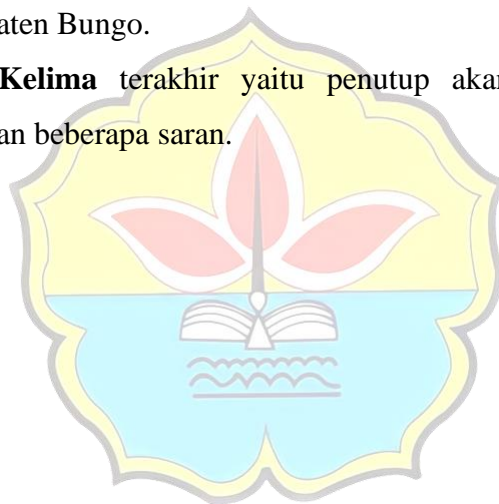 aten Bungo.
Kelima terakhir yaitu penutup akan
an beberapa saran.